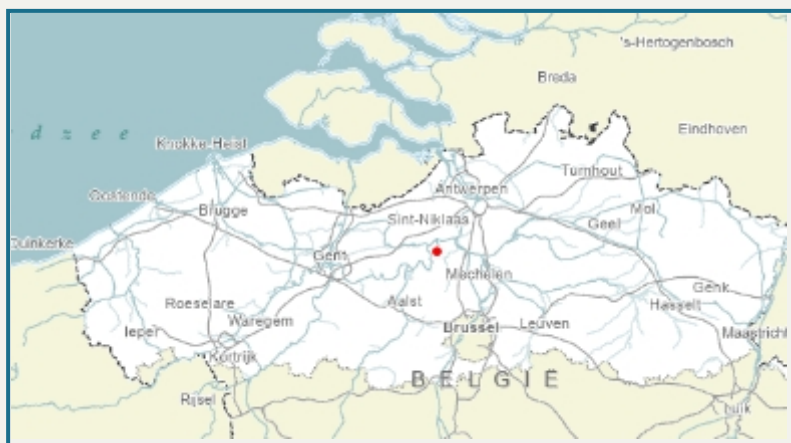 's-Hertogenbosch
Breda
Eindhoven
d z e e
Knokke-Heist
Turnhout
Antwerpen
Oostende
Mol
Brugge
Sint-Niklaas
Geel
Duinkerke
Gent
Mechelen
Genk
Roeselare
Aalst
Hasselt
Waregem
Brussel
Leuven
Ieper
Maastricht
Kortrijk
BELGIË
Rijsel
Luik